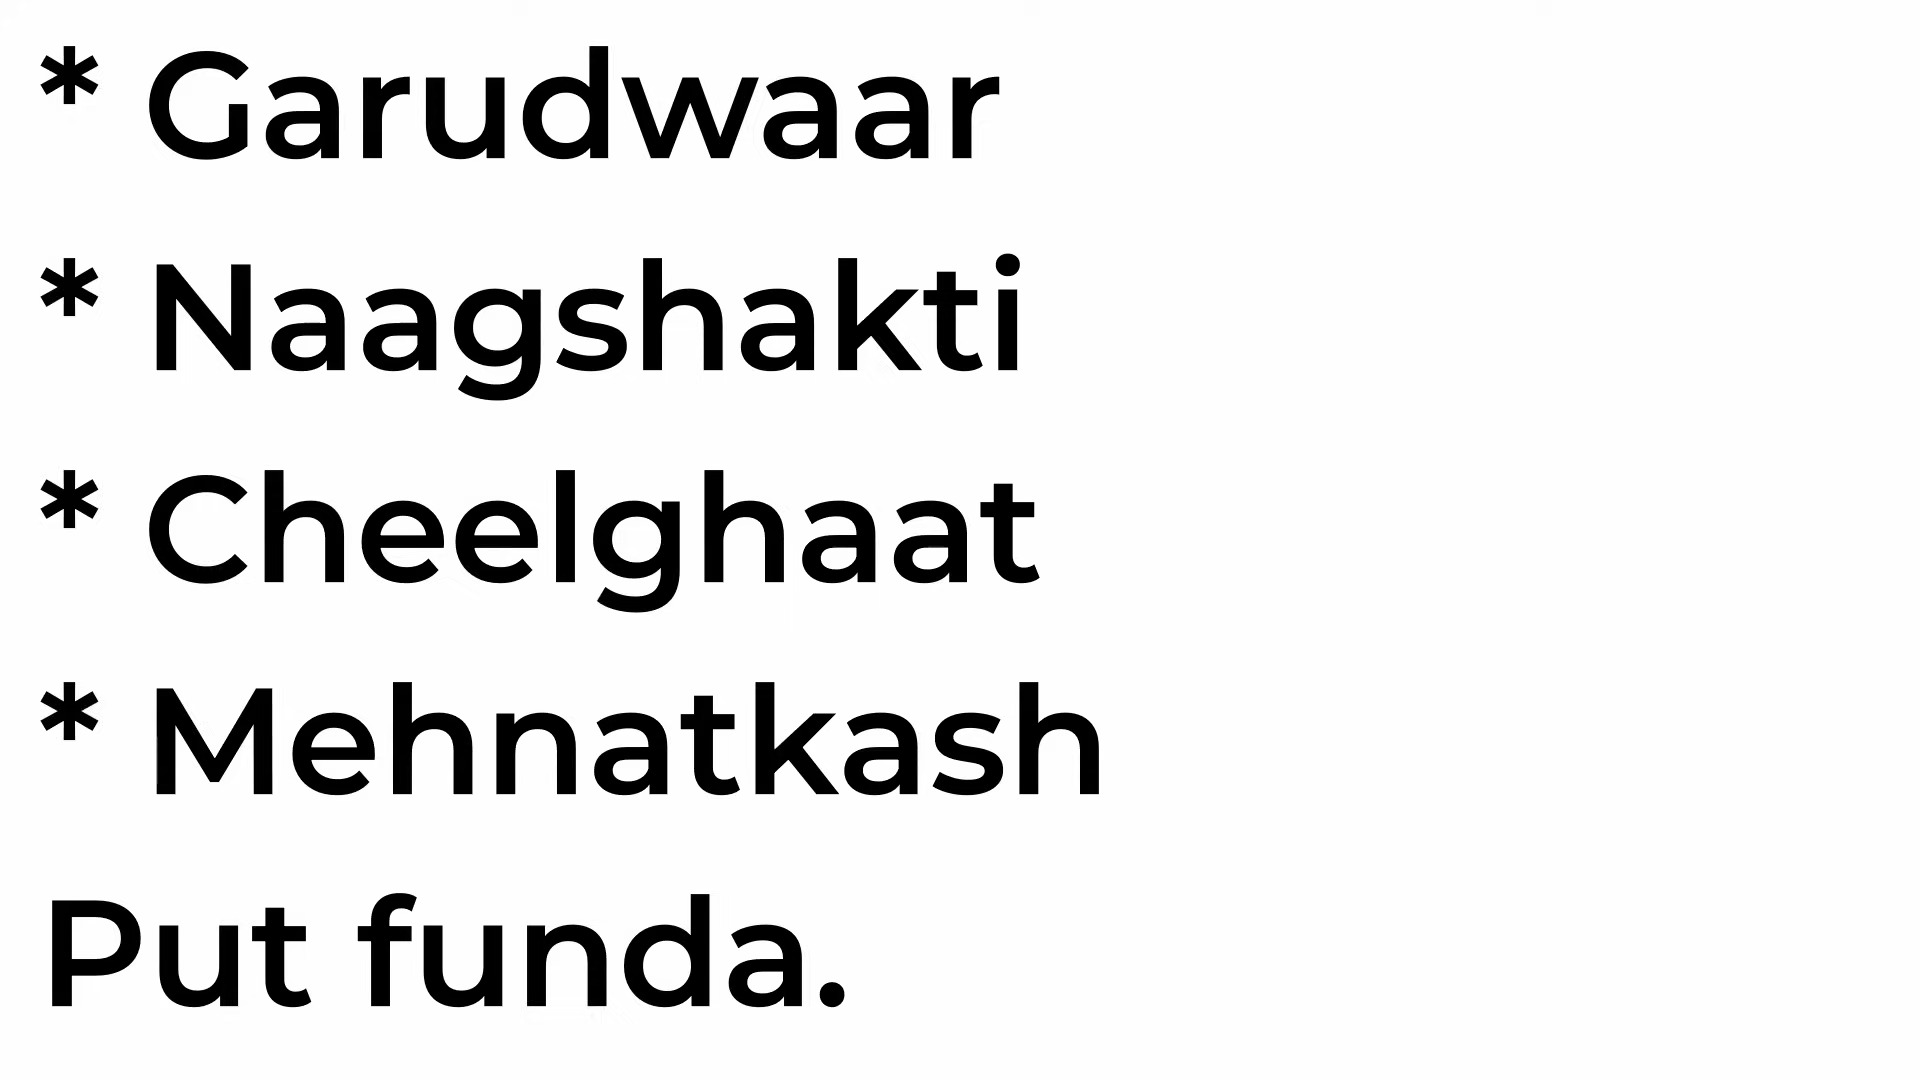 * Garudwaar
* Naagshakti
* Cheelghaat
* Mehnatkash
Put funda.